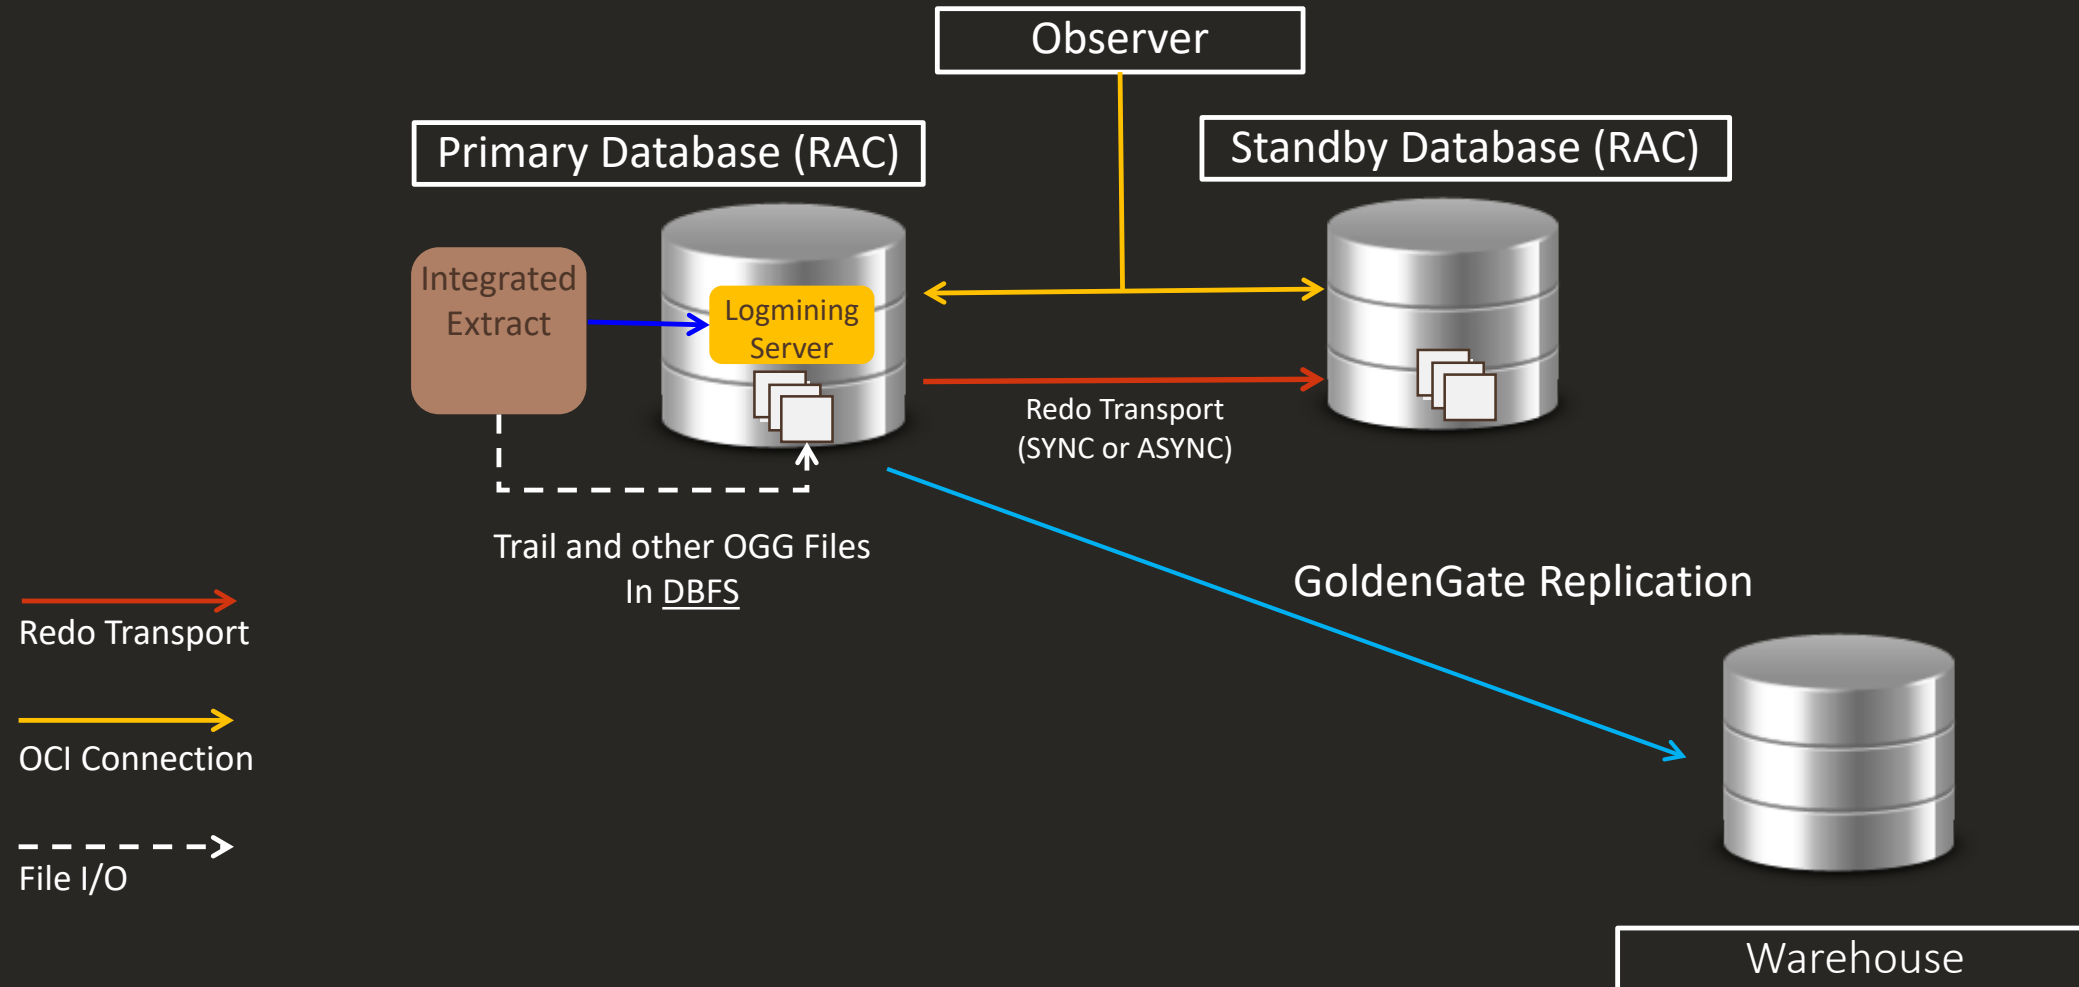 Observer
Primary Database (RAC)
Standby Database (RAC)
Integrated
Extract
Logmining
Server
Redo Transport
(SYNC or ASYNC)
Trail and other OGG Files
In DBFS
GoldenGate Replication
Redo Transport
OCI Connection
File I/O
Warehouse